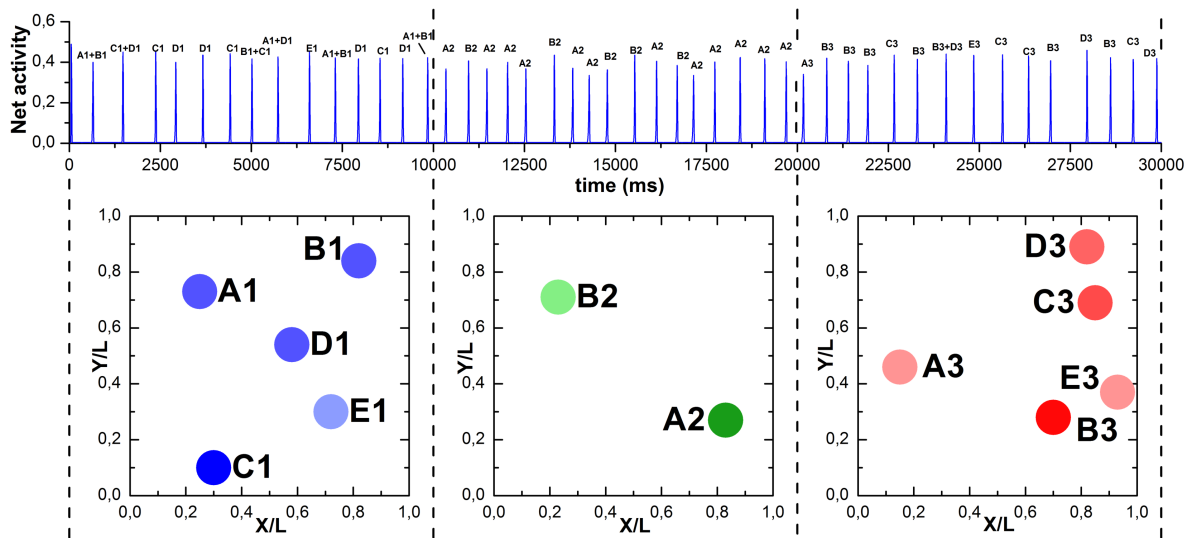 0,6
0,4
0,2
0,0
Net activity
A1+B1 C1+D1 C1 D1 D1 C1 B1+C1 A1+D1 E1 A1+B1 D1 C1 D1 A1+B1 A2 B2 A2 A2 A2 B2 A2 A2 A2 B2 A2 B2 A2 A2 A2 A2 A2 A3 B3 B3 B3 C3 B3 B3+D3 E3 C3 C3 B3 D3 B3 C3 D3
0 2500 5000 7500 10000 12500 15000 17500 20000 22500 25000 27500 30000
time (ms)
1,0
0,8
0,6
0,4
0,2
0,0
Y/L
B1
A1
D1
E1
C1
0,0 0,2 0,4 0,6 0,8 1,0
X/L
1,0
0,8
0,6
0,4
0,2
0,0
Y/L
B2
A2
0,0 0,2 0,4 0,6 0,8 1,0
X/L
1,0
0,8
0,6
0,4
0,2
0,0
Y/L
D3
C3
A3
E3
B3
0,0 0,2 0,4 0,6 0,8 1,0
X/L